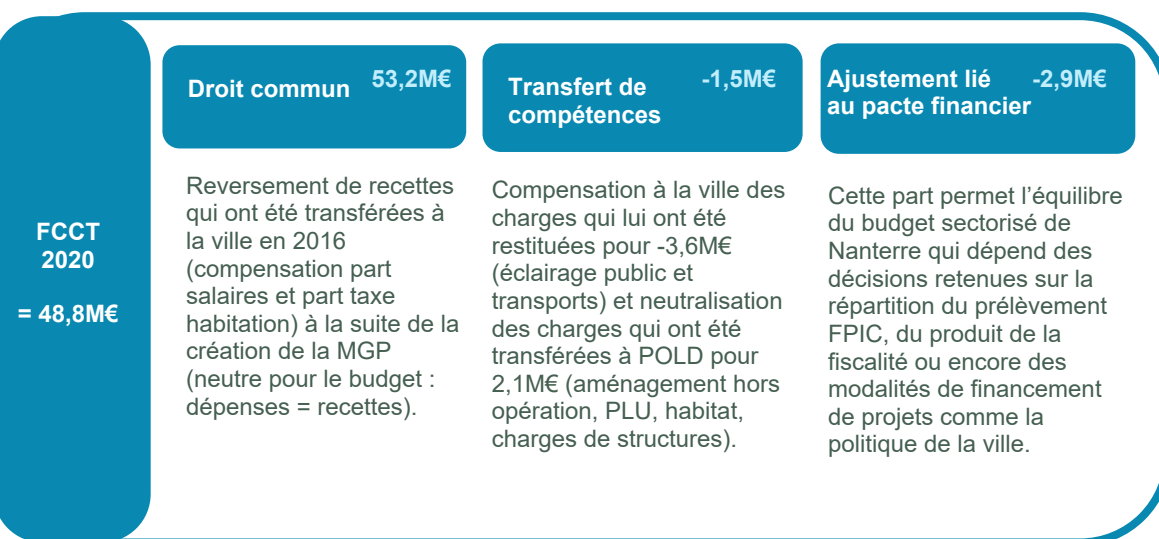 FCCT
2020
= 48,8M€
Droit commun 53,2M€
Reversement de recettes
qui ont été transférées à
la ville en 2016
(compensation part
salaires et part taxe
habitation) à la suite de la
création de la MGP
(neutre pour le budget :
dépenses = recettes).
Transfert de -1,5M€
compétences
Compensation à la ville des
charges qui lui ont été
restituées pour -3,6M€
(éclairage public et
transports) et neutralisation
des charges qui ont été
transférées à POLD pour
2,1M€ (aménagement hors
opération, PLU, habitat,
charges de structures).
Ajustement lié -2,9M€
au pacte financier
Cette part permet l’équilibre
du budget sectorisé de
Nanterre qui dépend des
décisions retenues sur la
répartition du prélèvement
FPIC, du produit de la
fiscalité ou encore des
modalités de financement
de projets comme la
politique de la ville.